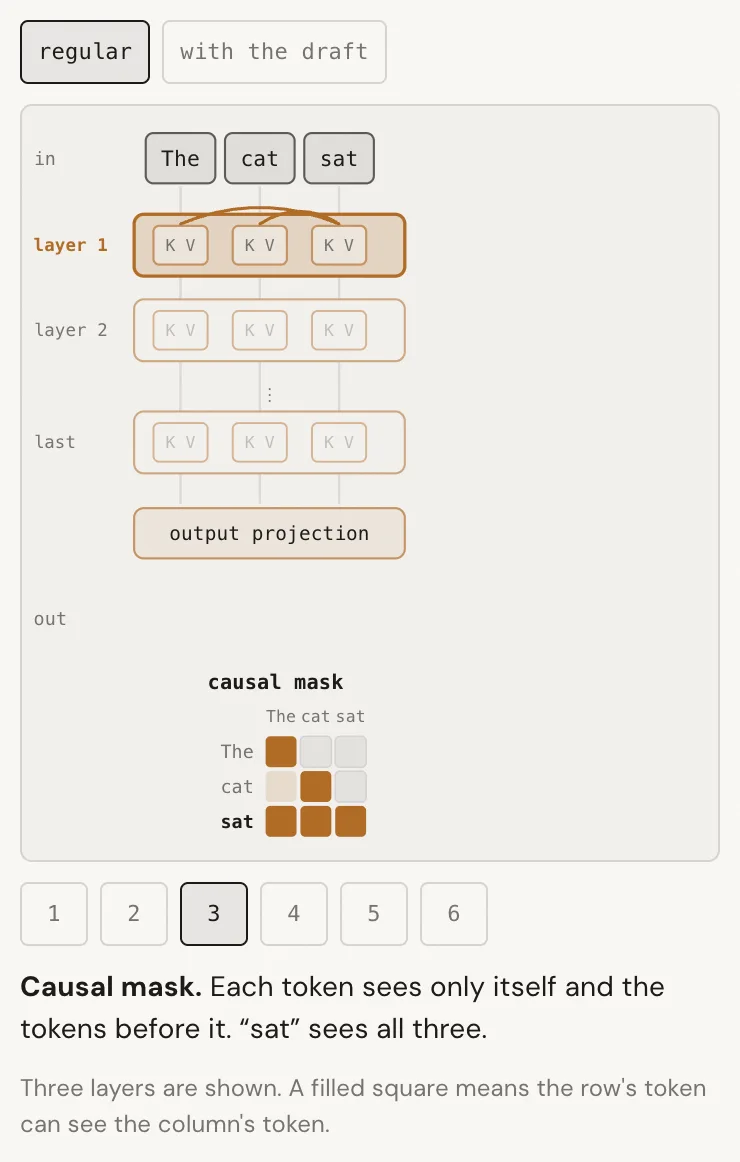 regular with the draft
in The cat sat
layer 1 K V K V K V
layer 2 K V K V K V
⋮
last K V K V K V
output projection
out
causal mask
The cat sat
The
cat
sat
1 2 3 4 5 6
Causal mask. Each token sees only itself and the
tokens before it. “sat” sees all three.
Three layers are shown. A filled square means the row's token
can see the column's token.